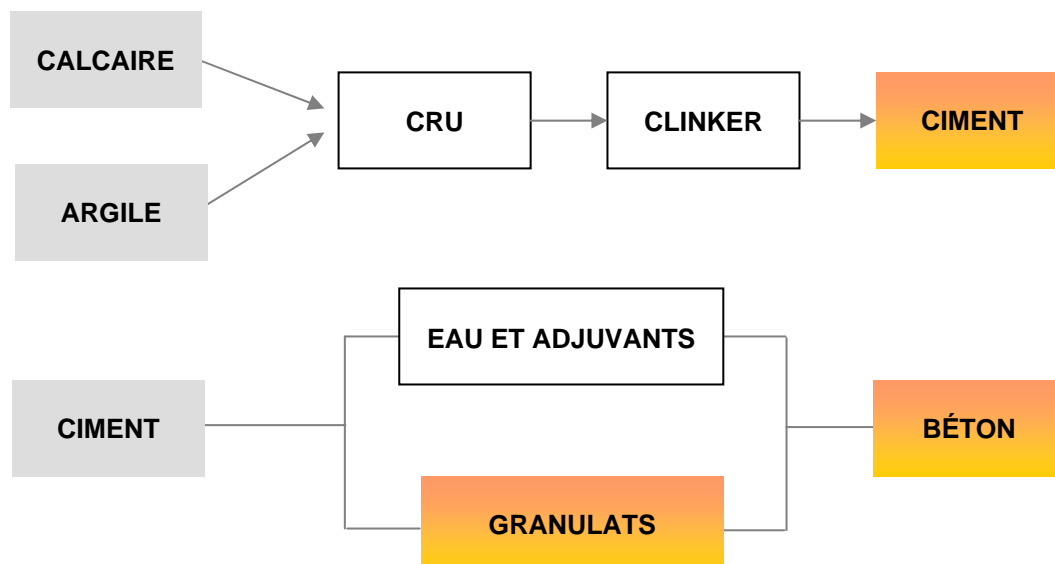 CALCAIRE
CRU
CLINKER
CIMENT
ARGILE
EAU ET ADJUVANTS
CIMENT
BÉTON
GRANULATS